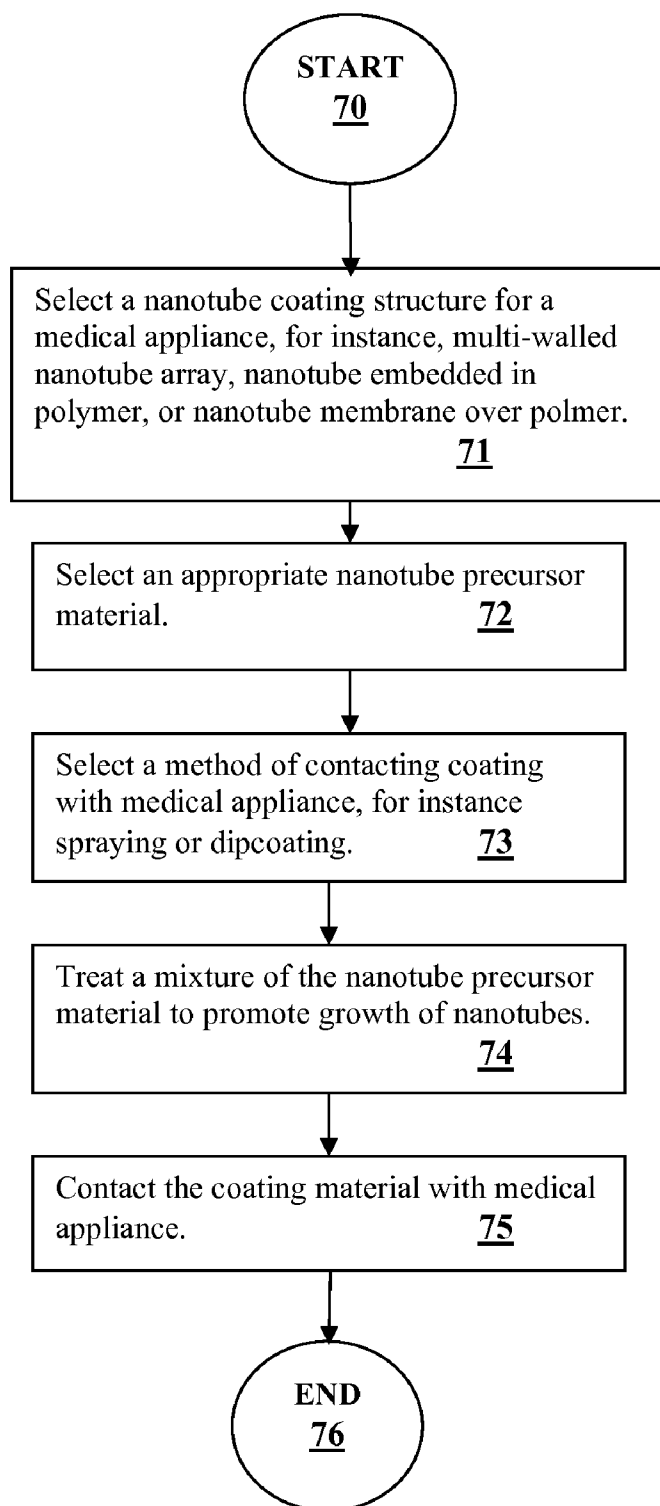 START
70
Select a nanotube coating structure for a
medical appliance, for instance, multi-walled
nanotube array, nanotube embedded in
polymer, or nanotube membrane over polmer.
71
Select an appropriate nanotube precursor
material. 72
Select a method of contacting coating
with medical appliance, for instance
spraying or dipcoating. 73
Treat a mixture of the nanotube precursor
material to promote growth of nanotubes.
74
Contact the coating material with medical
appliance. 75
END
76